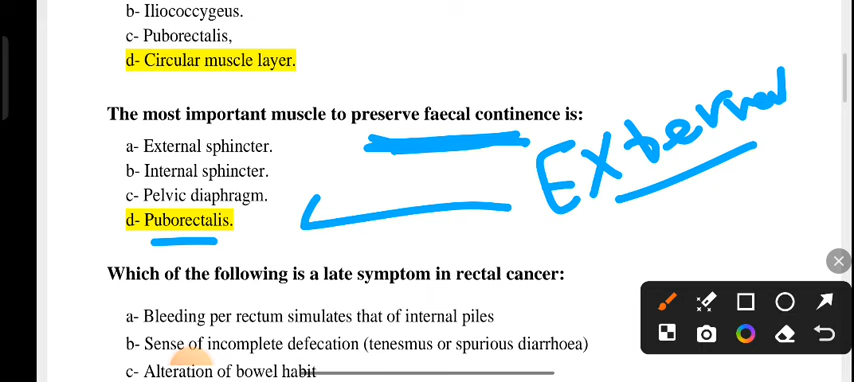 b- Iliococcygeus.
c- Puborectalis,
d- Circular muscle layer.
The most important muscle to preserve faecal continence is:
a- External sphincter.
b- Internal sphincter.
c- Pelvic diaphragm.
d- Puborectalis.
External
Which of the following is a late symptom in rectal cancer:
a- Bleeding per rectum simulates that of internal piles
b- Sense of incomplete defecation (tenesmus or spurious diarrhoea)
c- Alteration of bowel habit